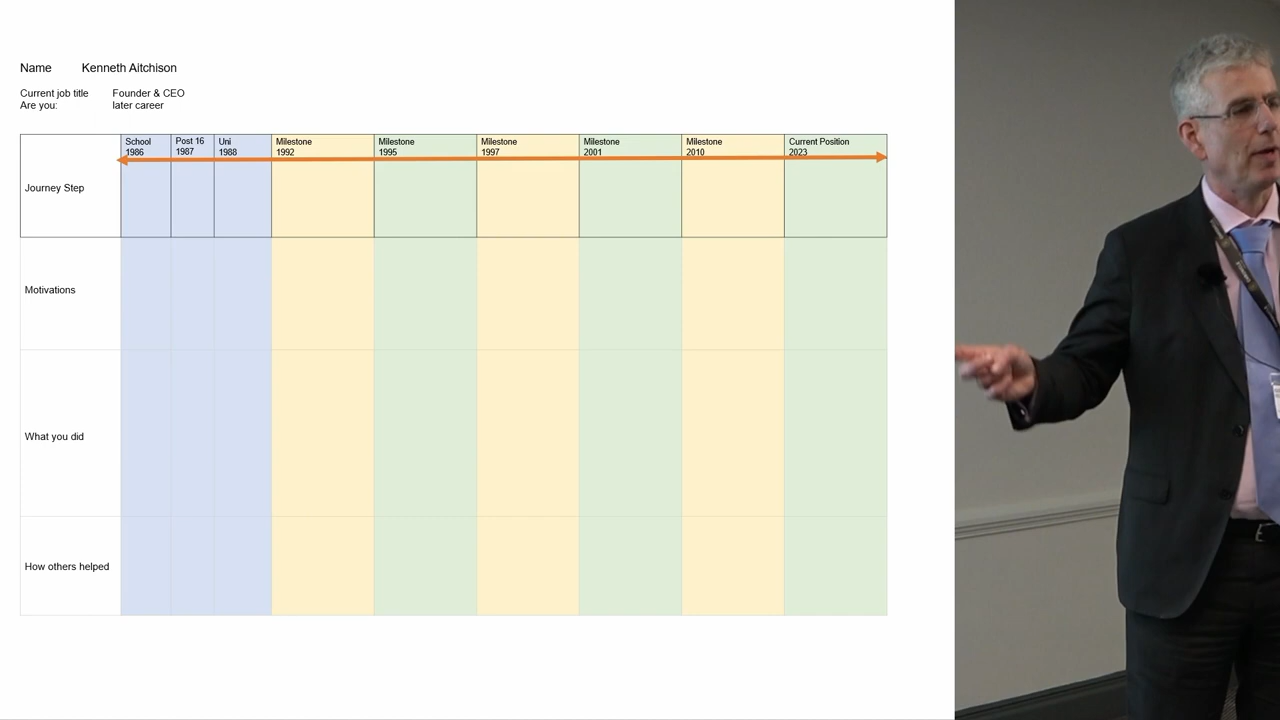 Name Kenneth Aitchison
Current job title Founder & CEO
Are you: later career
School Post 16 Uni Milestone Milestone Milestone Milestone Milestone Current Position
1986 1987 1988 1992 1995 1997 2001 2010 2023
Journey Step
Motivations
What you did
How others helped